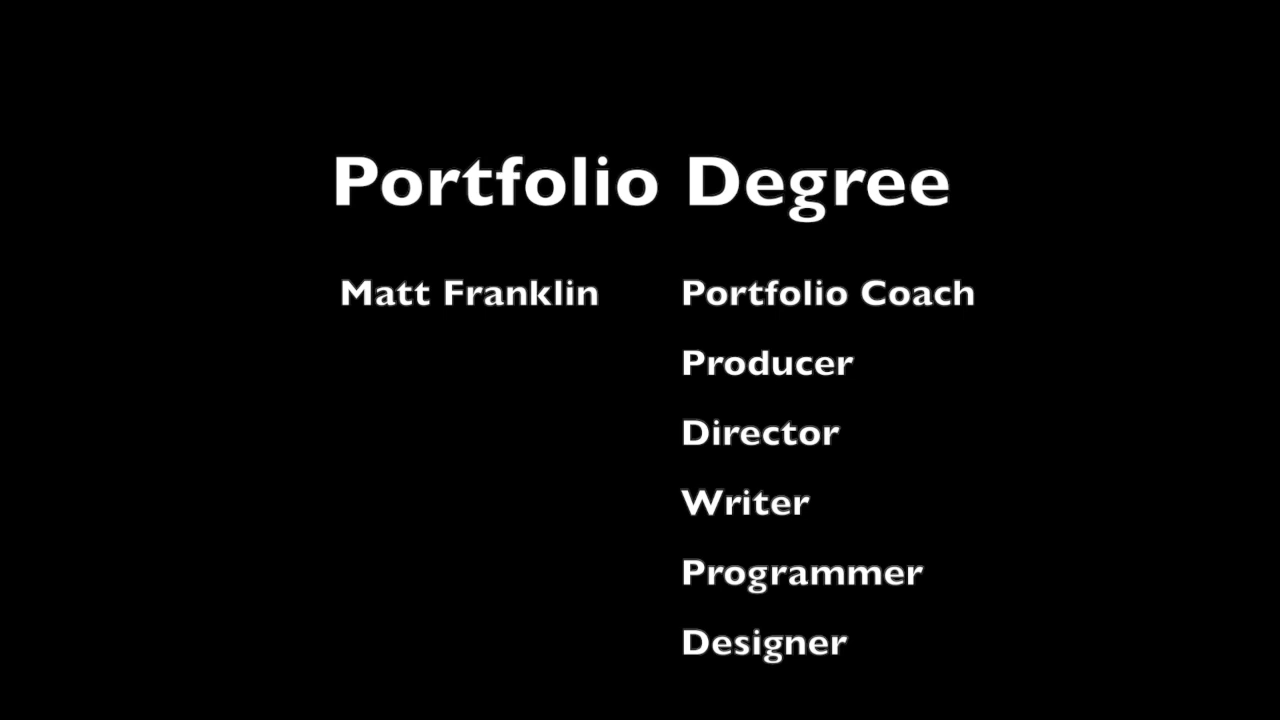 Portfolio Degree
Matt Franklin Portfolio Coach
Producer
Director
Writer
Programmer
Designer